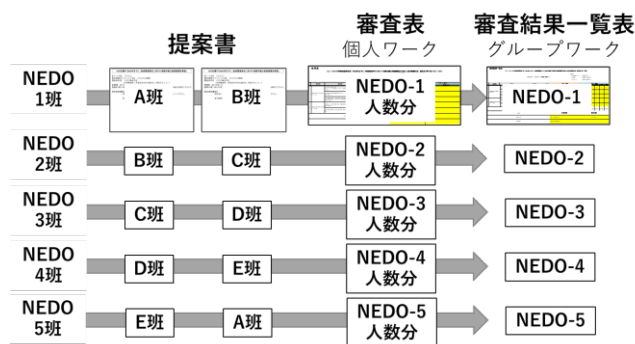 提案書
審査表
個人ワーク
審査結果一覧表
グループワーク
NEDO
1班
A班
B班
NEDO-1
人数分
NEDO-1
NEDO
2班
B班
C班
NEDO-2
人数分
NEDO-2
NEDO
3班
C班
D班
NEDO-3
人数分
NEDO-3
NEDO
4班
D班
E班
NEDO-4
人数分
NEDO-4
NEDO
5班
E班
A班
NEDO-5
人数分
NEDO-5